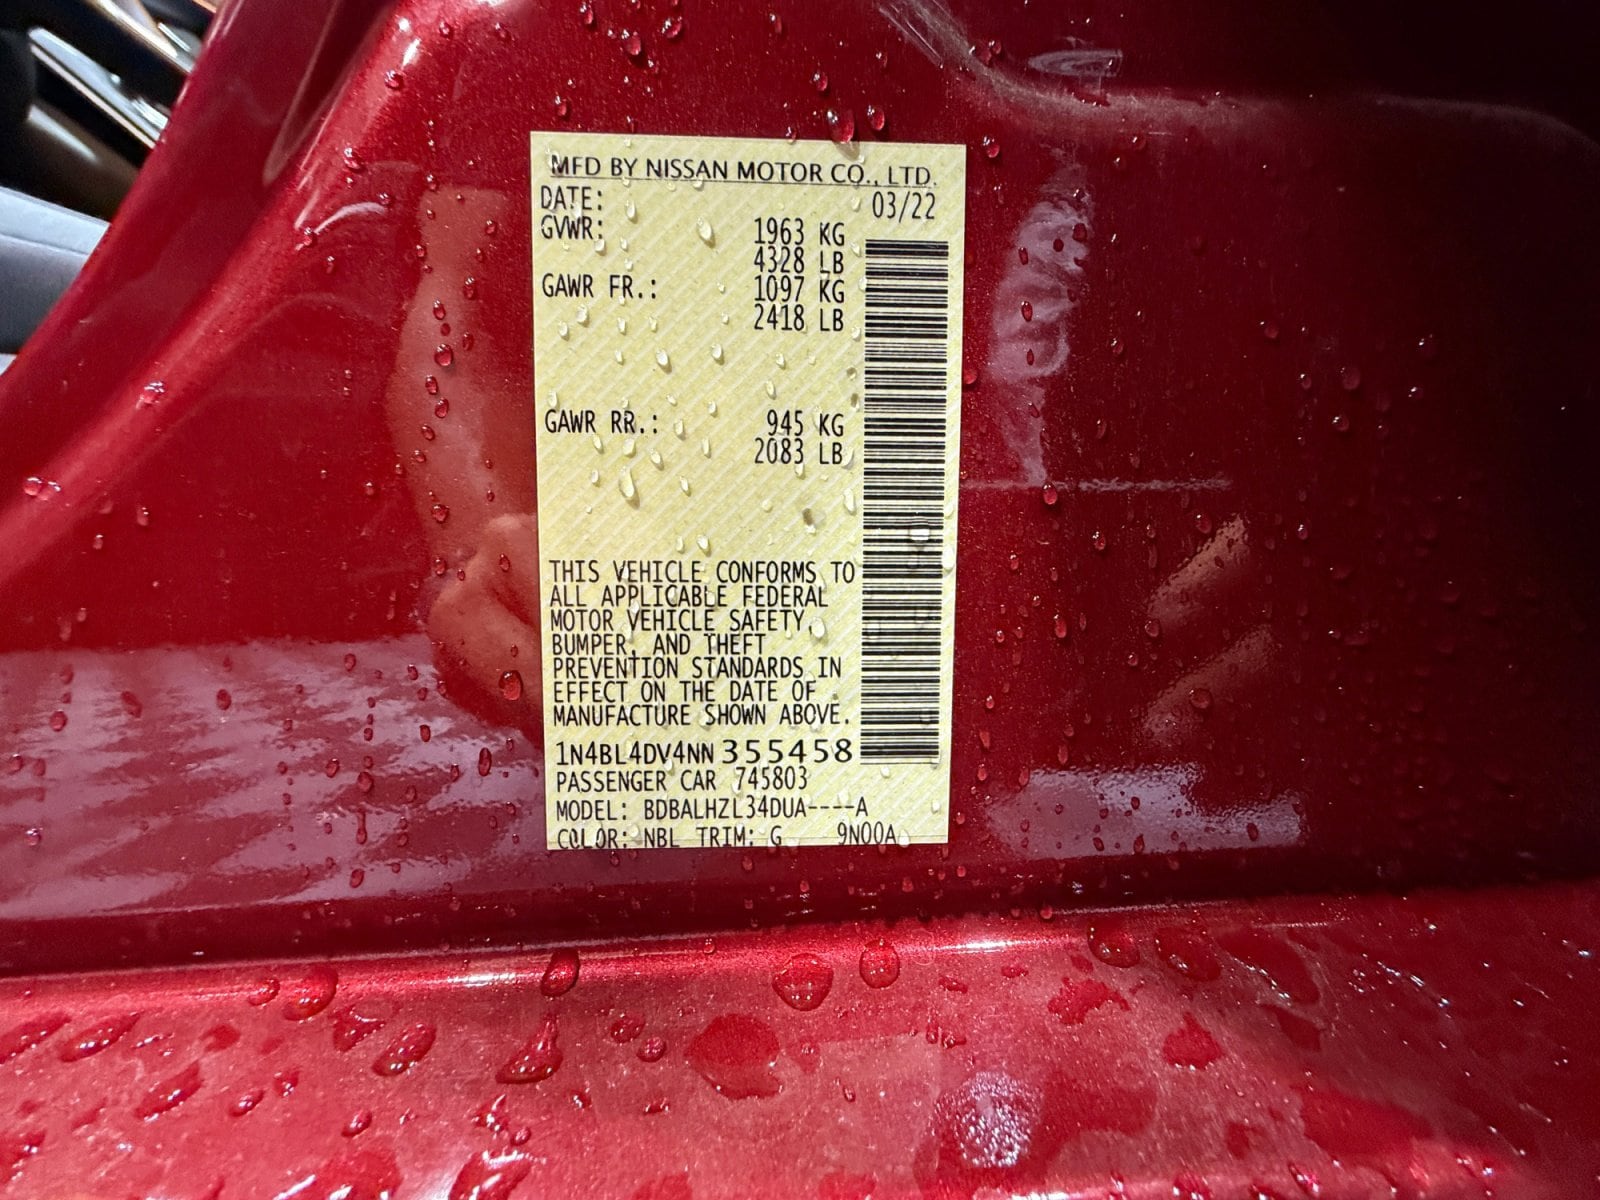 MFD BY NISSAN MOTOR CO., LTD.
DATE: 03/22
GVWR: 1963 KG
4328 LB
GAWR FR.: 1097 KG
2418 LB
GAWR RR.: 945 KG
2083 LB
THIS VEHICLE CONFORMS TO
ALL APPLICABLE FEDERAL
MOTOR VEHICLE SAFETY,
BUMPER, AND THEFT
PREVENTION STANDARDS IN
EFFECT ON THE DATE OF
MANUFACTURE SHOWN ABOVE.
1N4BL4DV4NN355458
PASSENGER CAR 745803
MODEL: BDBALHZL34DUA----A
COLOR: NBL TRIM: G 9N00A